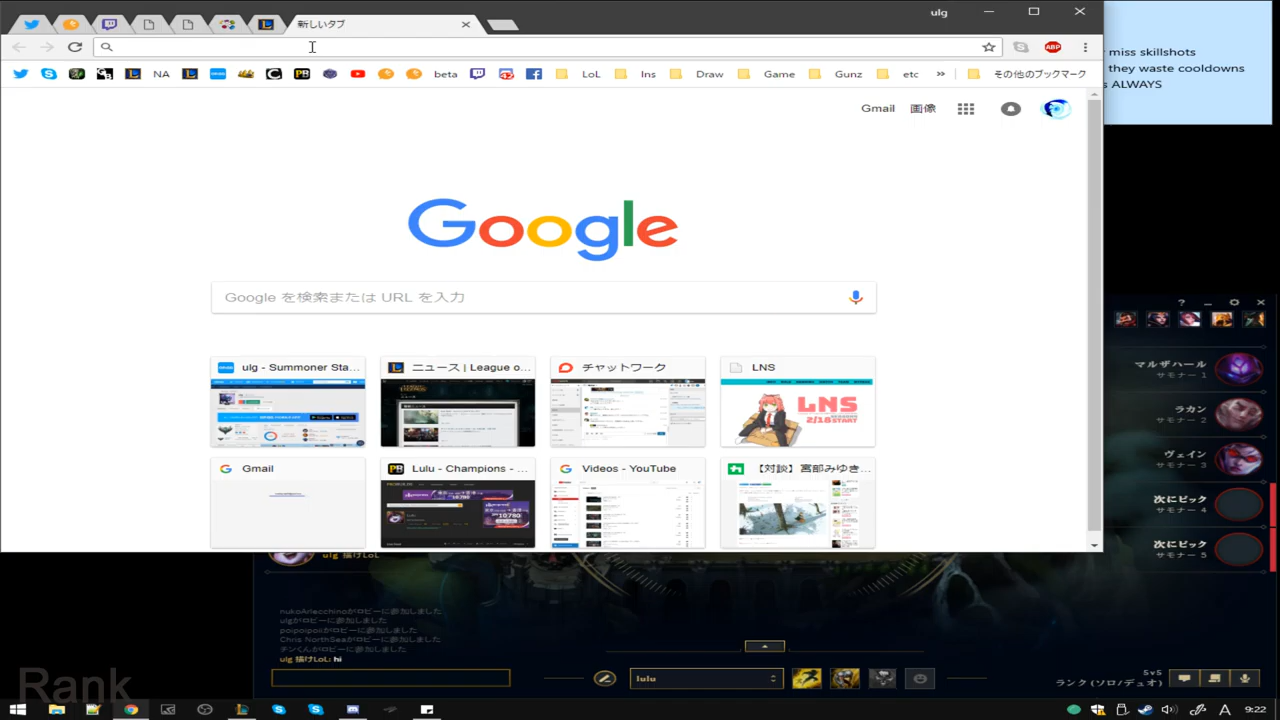 ulg
新しいタブ
miss skillshots
they waste cooldowns
ALWAYS
NA
beta
LoL
Ins
Draw
Game
Gunz
etc
»
その他のブックマーク
Gmail
画像
Google
Google を検索または URL を入力
ulg - Summoner Sta...
ニュース | League o...
チャットワーク
LNS
LNS
2/18 START
Gmail
Lulu - Champions - ...
Videos - YouTube
【対談】宮部みゆき...
マルザハール
サモナー 1
ラカン
サモナー 2
ヴェイン
サモナー 3
次にピック
サモナー 4
次にピック
サモナー 5
ulg 描けLoL
nukoArlecchinoがロビーに参加しました
ulgがロビーに参加しました
poipoipoiiがロビーに参加しました
Chris NorthSeaがロビーに参加しました
チンくんがロビーに参加しました
ulg 描けLoL: hi
lulu
5v5
ランク (ソロ/デュオ)
Rank
9:22